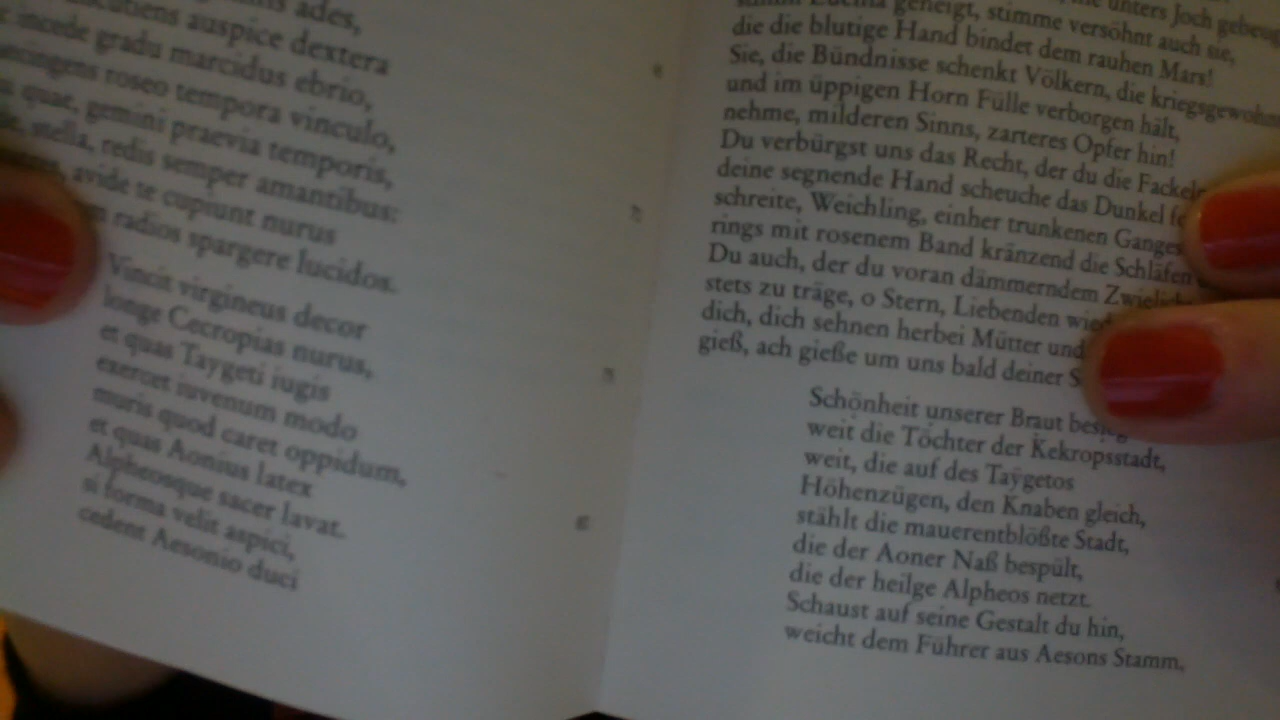 ades,
auspice dextera
incede gradu marcidus ebrio,
roseo tempora vinculo,
quae, gemini praevia temporis,
stella, redis semper amantibus:
avide te cupiunt nurus
radios spargere lucidos.
Vincit virgineus decor
longe Cecropias nurus,
et quas Taygeti iugis
exercet iuvenum modo
muris quod caret oppidum,
et quas Aonius latex
Alpheosque sacer lavat.
si forma velit aspici,
cedent Aesonio duci
unters Joch
geneigt, stimme versöhnt auch sie,
die die blutige Hand bindet dem rauhen Mars!
Sie, die Bündnisse schenkt Völkern, die
und im üppigen Horn Fülle verborgen hält,
nehme, milderen Sinns, zarteres Opfer hin!
Du verbürgst uns das Recht, der du die
deine segnende Hand scheuche das Dunkel
schreite, Weichling, einher trunkenen
rings mit rosenem Band kränzend die Schläfen
Du auch, der du voran dämmerndem
stets zu träge, o Stern, Liebenden
dich, dich sehnen herbei Mütter und
gieß, ach gieße um uns bald deiner
Schönheit unserer Braut
weit die Töchter der Kekropsstadt,
weit, die auf des Taÿgetos
Höhenzügen, den Knaben gleich,
stählt die mauerentblößte Stadt,
die der Aoner Naß bespült,
die der heilge Alpheos netzt.
Schaust auf seine Gestalt du hin,
weicht dem Führer aus Aesons Stamm,